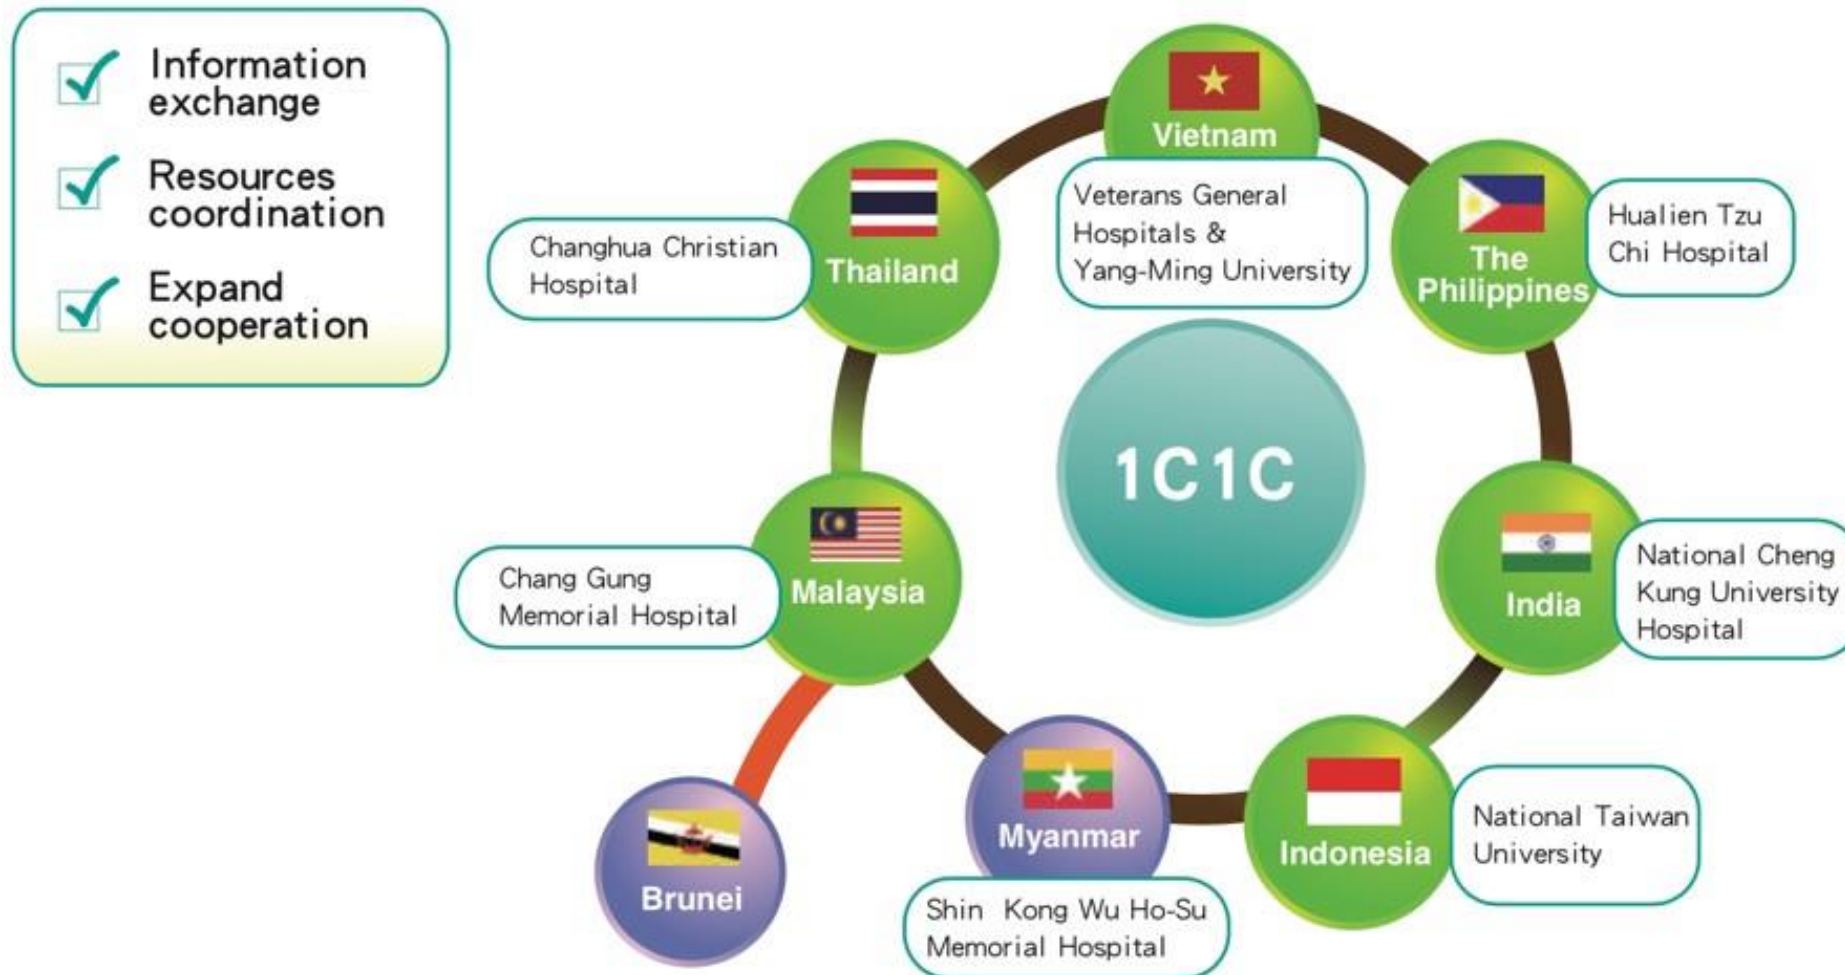 Information
exchange
Resources
coordination
Expand
cooperation
Vietnam
Veterans General
Hospitals &
Yang-Ming University
Thailand
Changhua Christian
Hospital
The
Philippines
Hualien Tzu
Chi Hospital
1C1C
Malaysia
Chang Gung
Memorial Hospital
India
National Cheng
Kung University
Hospital
Brunei
Myanmar
Shin Kong Wu Ho-Su
Memorial Hospital
Indonesia
National Taiwan
University